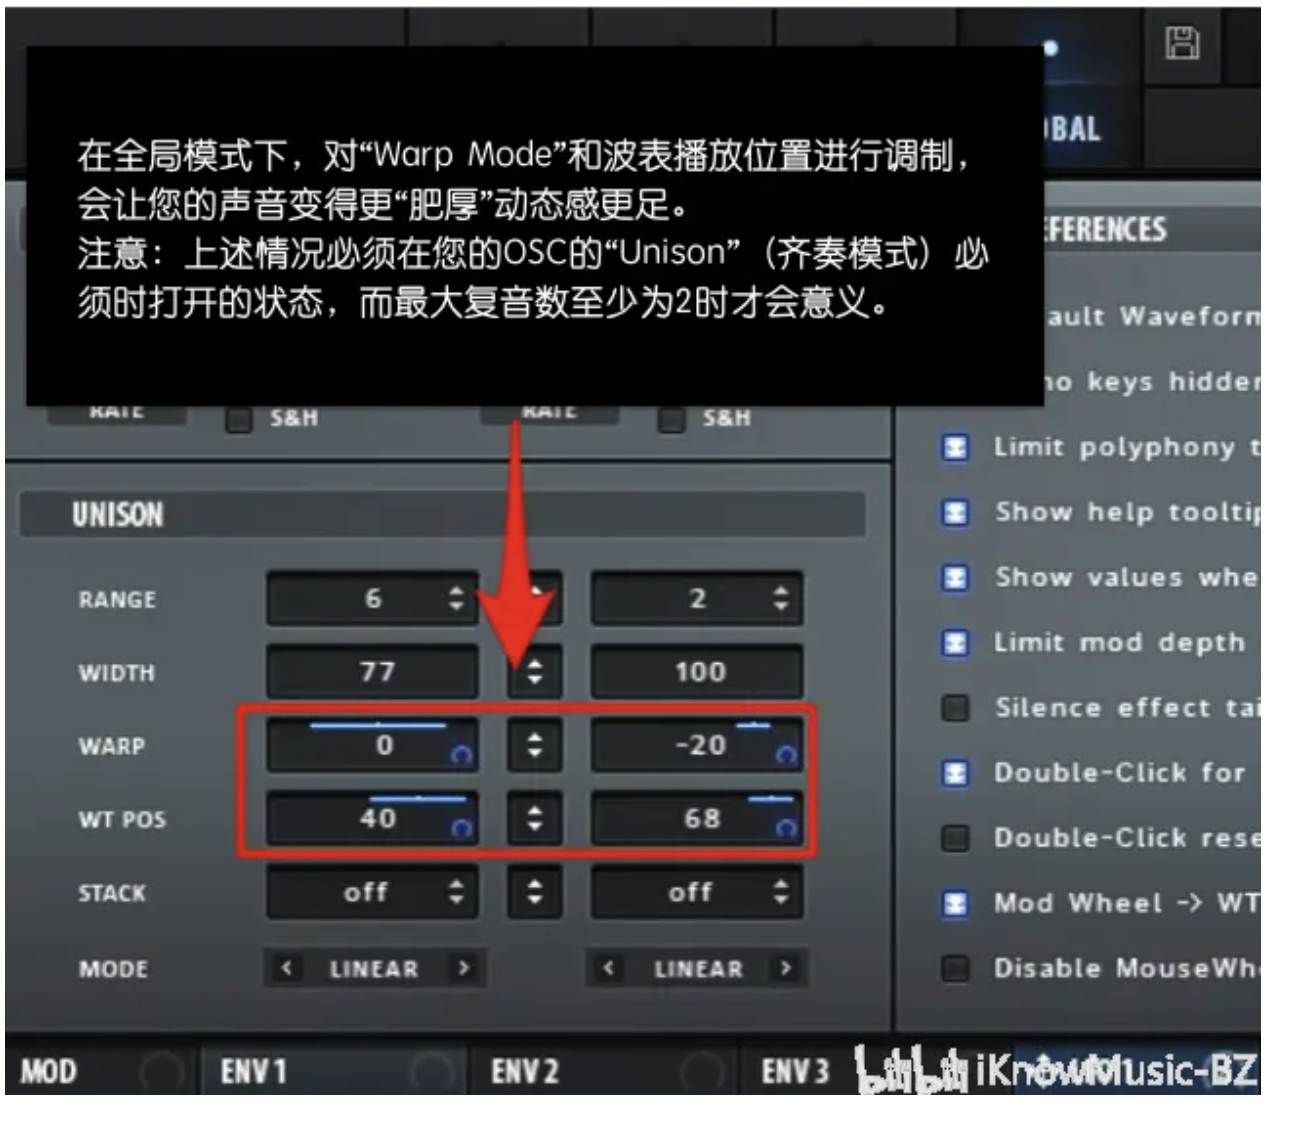 BAL
在全局模式下，对“Warp Mode”和波表播放位置进行调制，
会让您的声音变得更“肥厚”动态感更足。
注意：上述情况必须在您的OSC的“Unison”（齐奏模式）必
须时打开的状态，而最大复音数至少为2时才会意义。
FERENCES
ault Waveform
no keys hidden
RATE S&H RATE S&H
Limit polyphony t
UNISON
Show help tooltip
RANGE 6 2
Show values whe
WIDTH 77 100
Limit mod depth
WARP 0 -20
Silence effect tai
Double-Click for
WT POS 40 68
Double-Click rese
STACK off off
Mod Wheel -> WT
MODE < LINEAR > < LINEAR >
Disable MouseWh
MOD ENV 1 ENV 2 ENV 3
bilibili iKnowMusic-BZ